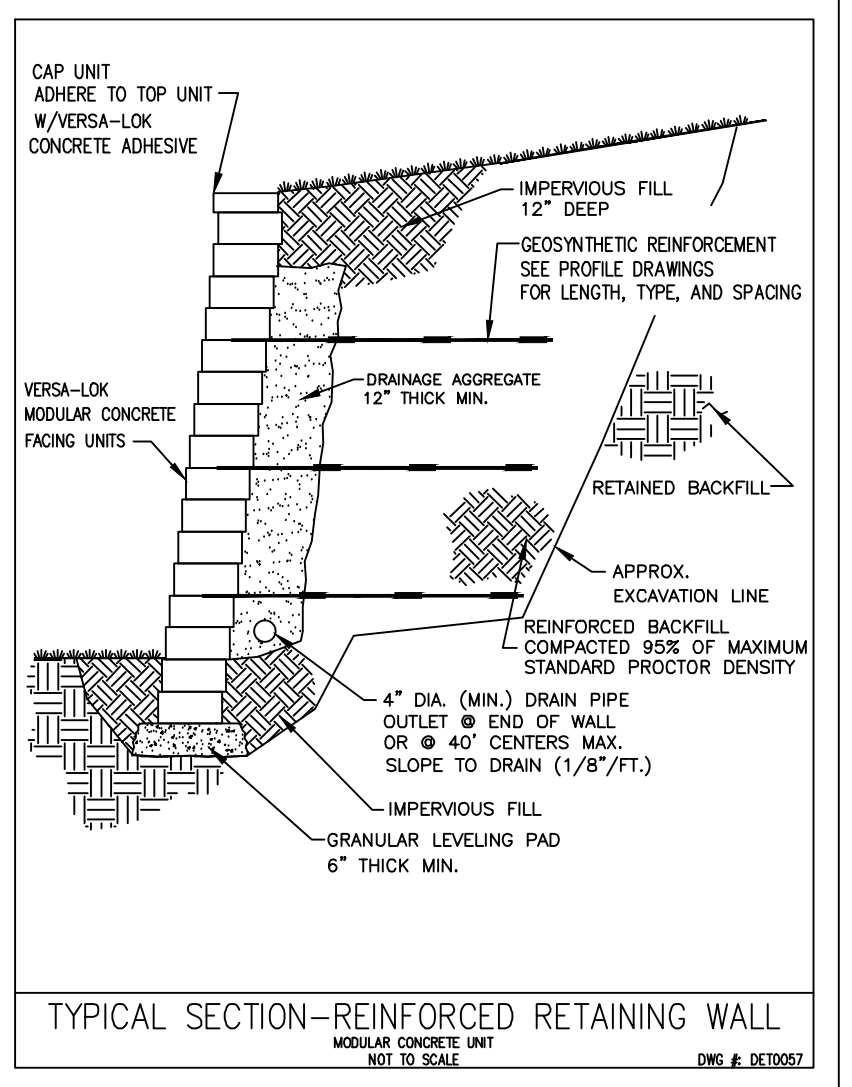 CAP UNIT
ADHERE TO TOP UNIT
W/VERSA-LOK
CONCRETE ADHESIVE
IMPERVIOUS FILL
12" DEEP
GEOSYNTHETIC REINFORCEMENT
SEE PROFILE DRAWINGS
FOR LENGTH, TYPE, AND SPACING
DRAINAGE AGGREGATE
12" THICK MIN.
VERSA-LOK
MODULAR CONCRETE
FACING UNITS
RETAINED BACKFILL
APPROX.
EXCAVATION LINE
REINFORCED BACKFILL
COMPACTED 95% OF MAXIMUM
STANDARD PROCTOR DENSITY
4" DIA. (MIN.) DRAIN PIPE
OUTLET @ END OF WALL
OR @ 40' CENTERS MAX.
SLOPE TO DRAIN (1/8"/FT.)
IMPERVIOUS FILL
GRANULAR LEVELING PAD
6" THICK MIN.
TYPICAL SECTION-REINFORCED RETAINING WALL
MODULAR CONCRETE UNIT
NOT TO SCALE
DWG #: DET0057